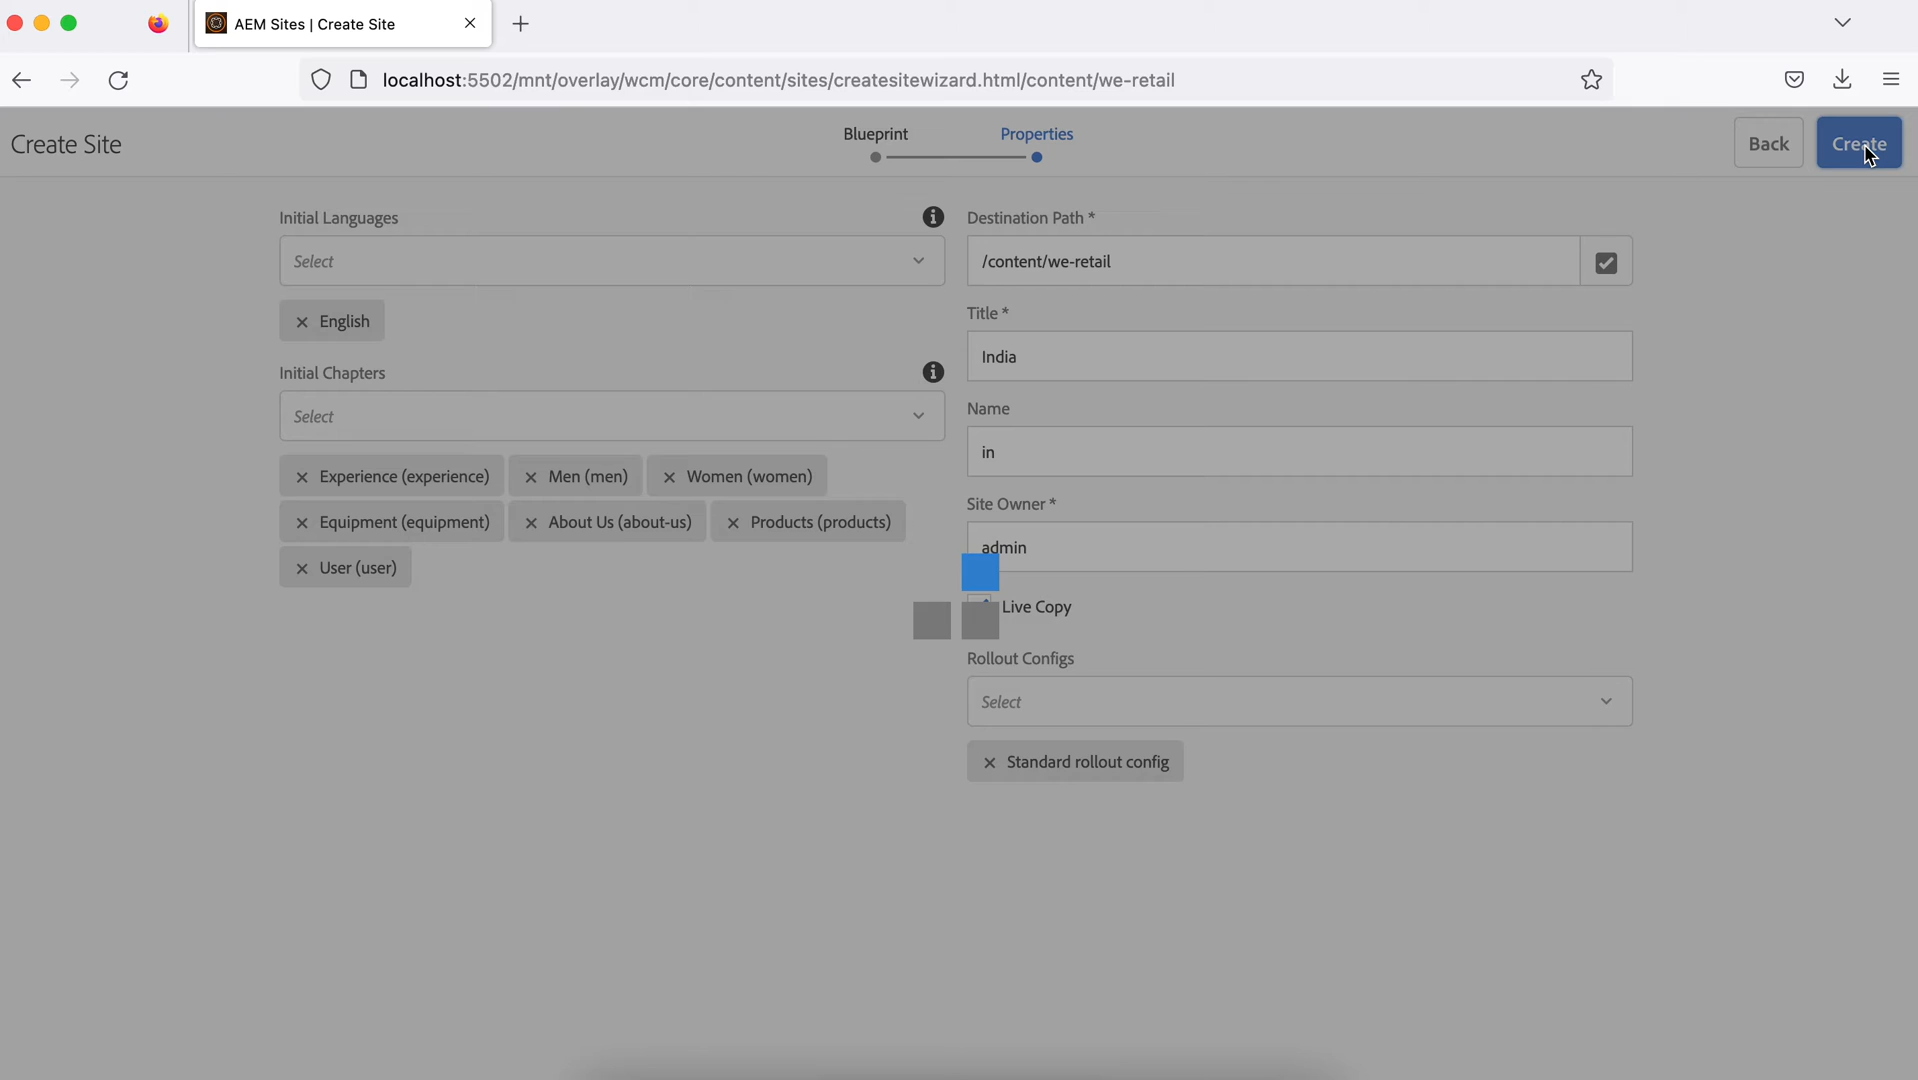 AEM Sites | Create Site
localhost:5502/mnt/overlay/wcm/core/content/sites/createsitewizard.html/content/we-retail
Create Site
Blueprint
Properties
Back
Create
Initial Languages
Select
English
Initial Chapters
Select
Experience (experience)
Men (men)
Women (women)
Equipment (equipment)
About Us (about-us)
Products (products)
User (user)
Destination Path *
/content/we-retail
Title *
India
Name
in
Site Owner *
admin
Live Copy
Rollout Configs
Select
Standard rollout config